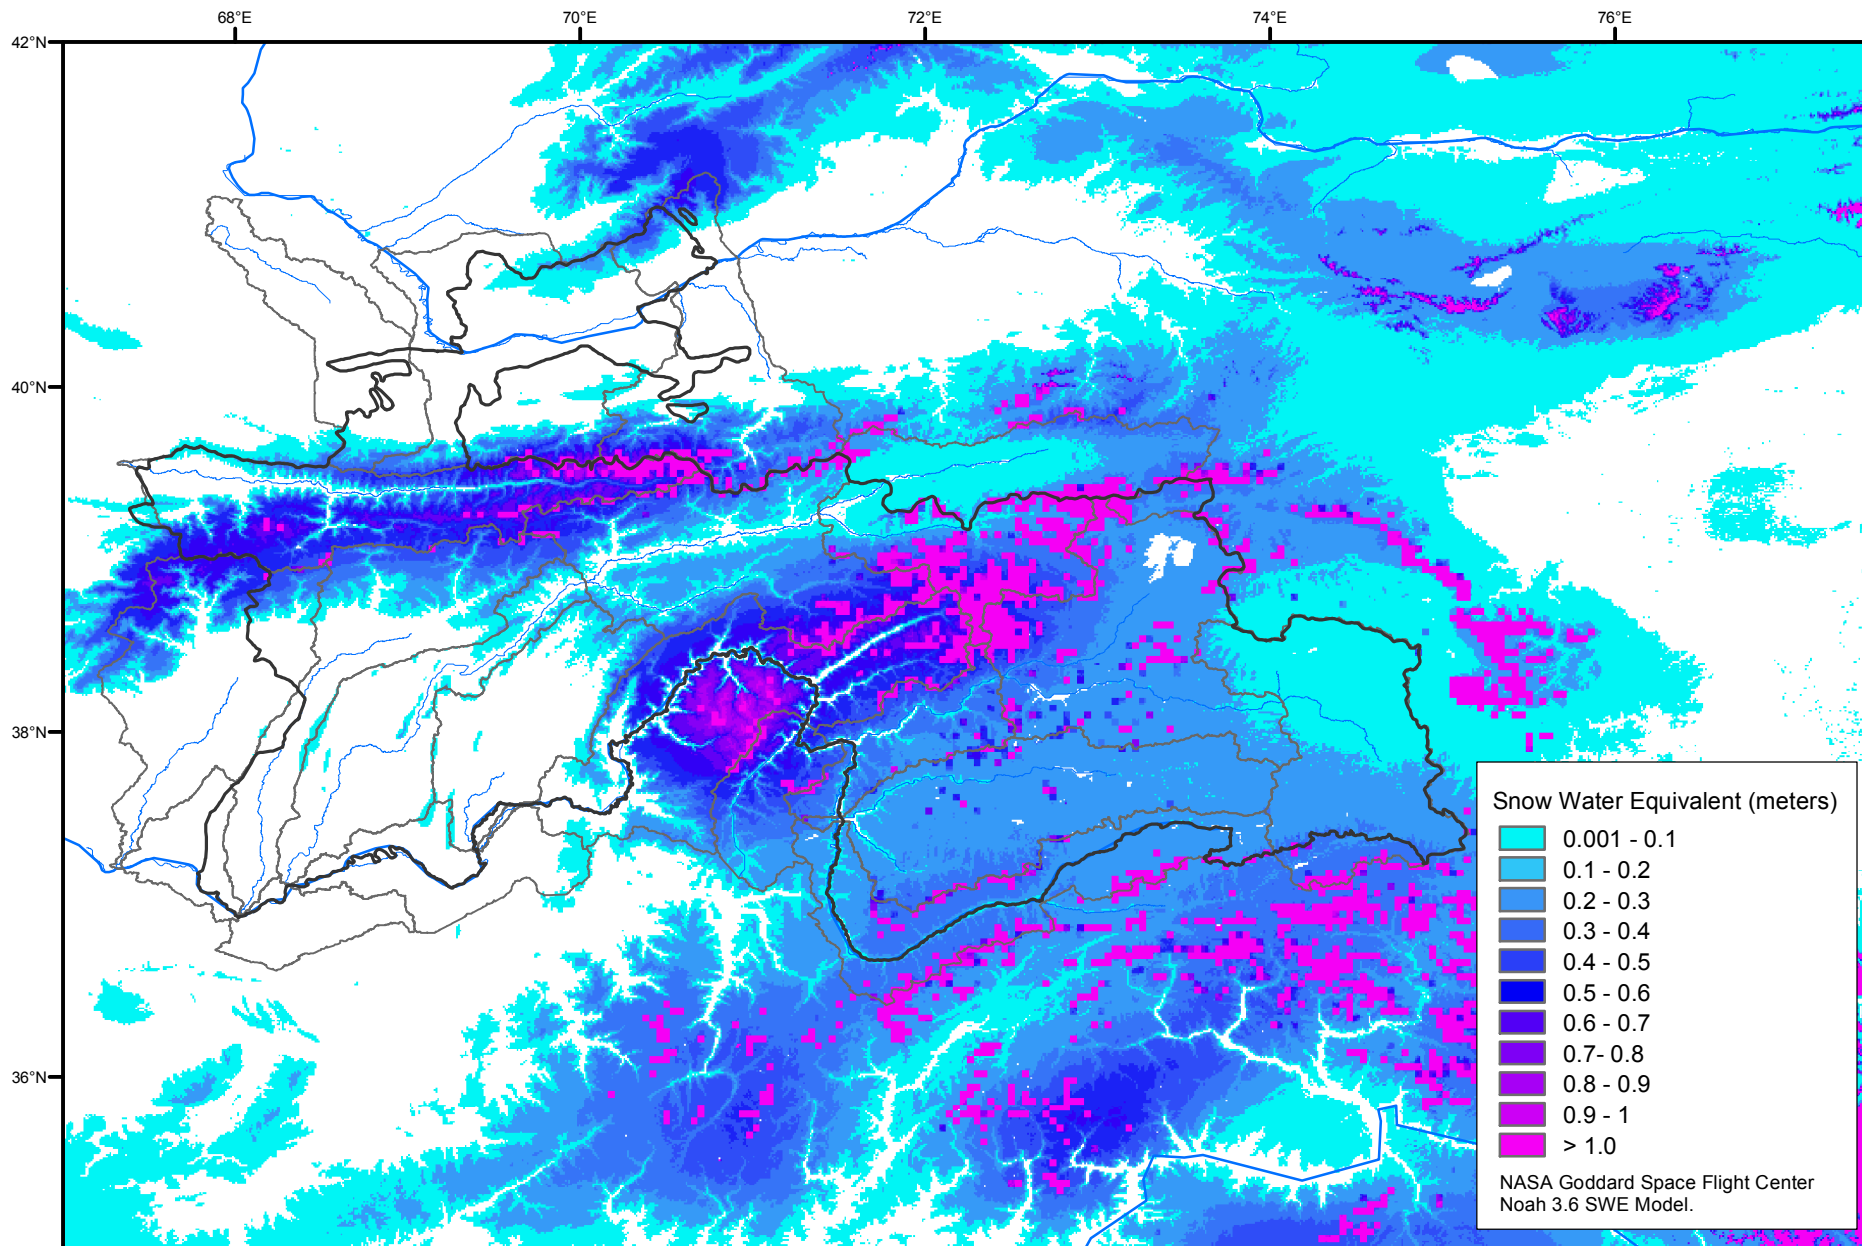 68°E
70°E
72°E
74°E
76°E
42°N
40°N
38°N
36°N
Snow Water Equivalent (meters)
0.001 - 0.1
0.1 - 0.2
0.2 - 0.3
0.3 - 0.4
0.4 - 0.5
0.5 - 0.6
0.6 - 0.7
0.7- 0.8
0.8 - 0.9
0.9 - 1
> 1.0
NASA Goddard Space Flight Center
Noah 3.6 SWE Model.